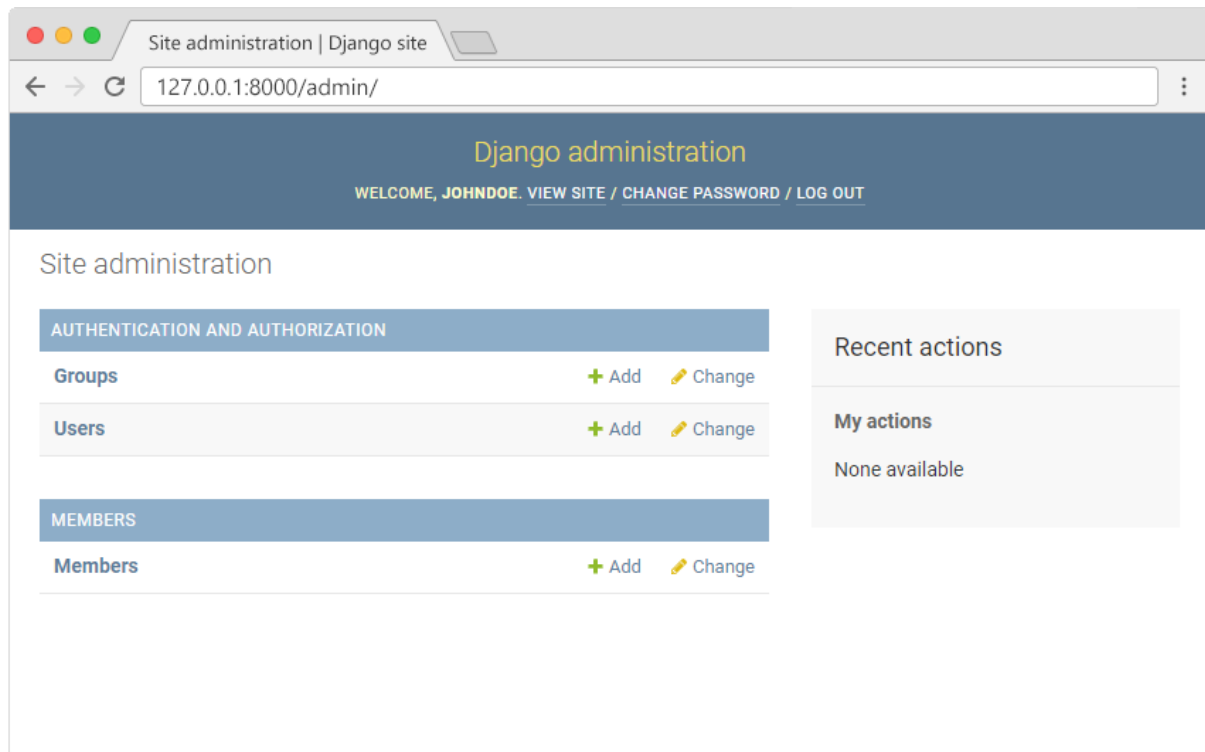 Site administration | Django site
127.0.0.1:8000/admin/
Django administration
WELCOME, JOHNDOE. VIEW SITE / CHANGE PASSWORD / LOG OUT
Site administration
AUTHENTICATION AND AUTHORIZATION
Groups Add Change
Users Add Change
MEMBERS
Members Add Change
Recent actions
My actions
None available